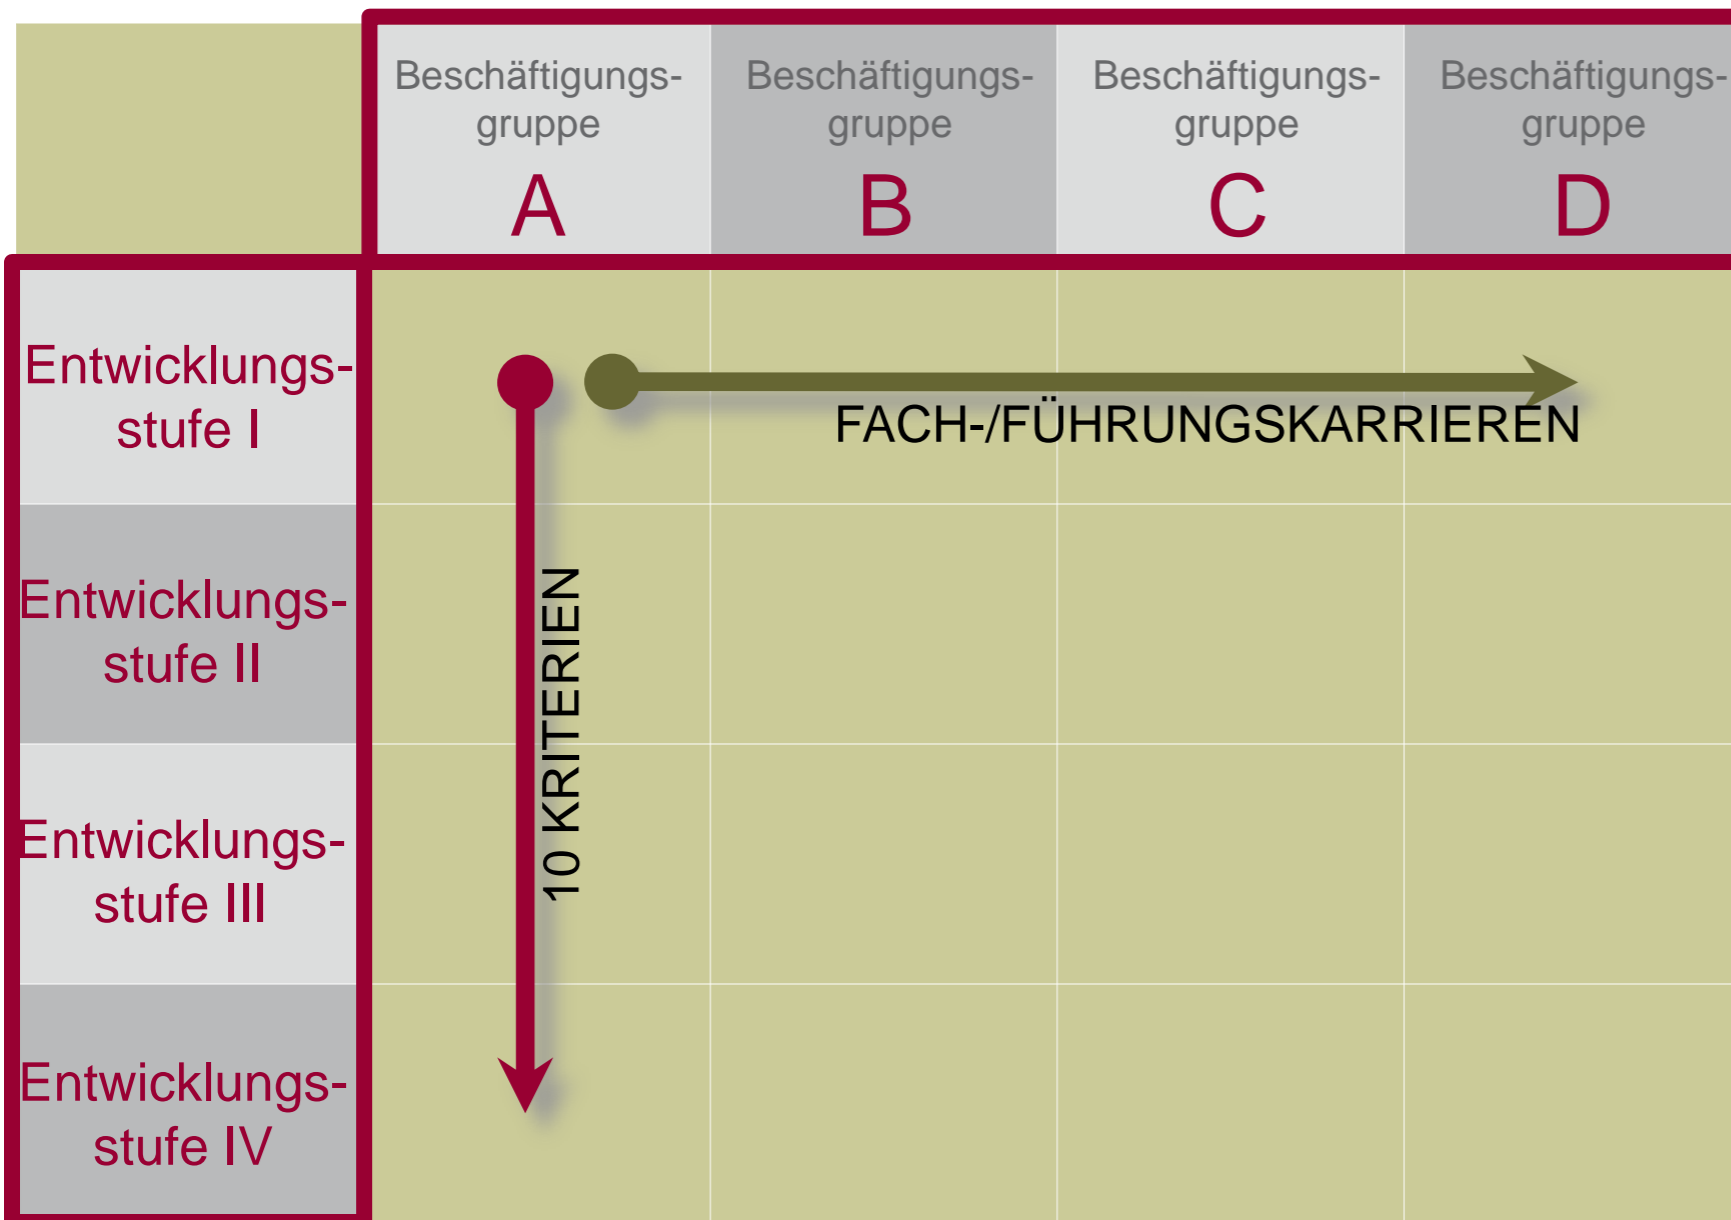 Beschäftigungs-
gruppe
A
Beschäftigungs-
gruppe
B
Beschäftigungs-
gruppe
C
Beschäftigungs-
gruppe
D
Entwicklungs-
stufe I
FACH-/FÜHRUNGSKARRIEREN
10 KRITERIEN
Entwicklungs-
stufe II
Entwicklungs-
stufe III
Entwicklungs-
stufe IV